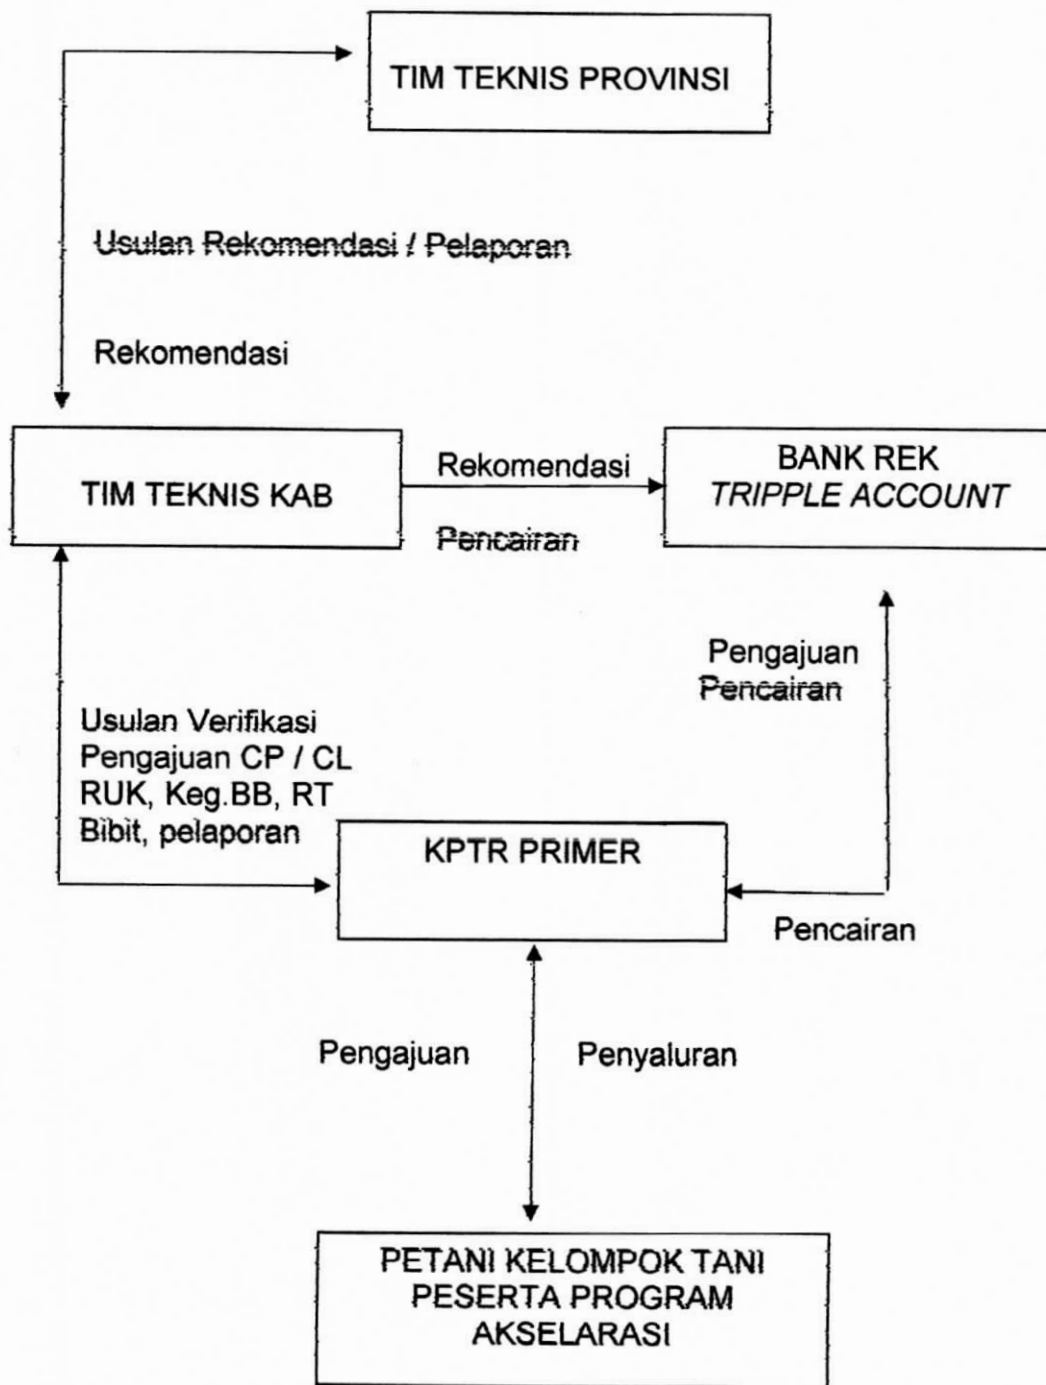 TIM TEKNIS PROVINSI
Usulan Rekomendasi / Pelaporan
Rekomendasi
TIM TEKNIS KAB
Rekomendasi
Pencairan
BANK REK
TRIPPLE ACCOUNT
Pengajuan
Pencairan
Usulan Verifikasi
Pengajuan CP / CL
RUK, Keg.BB, RT
Bibit, pelaporan
KPTR PRIMER
Pencairan
Pengajuan
Penyaluran
PETANI KELOMPOK TANI
PESERTA PROGRAM
AKSELARASI